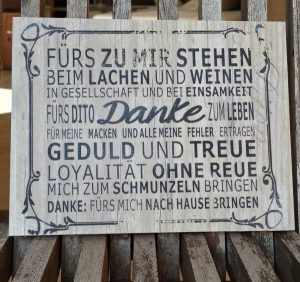 FÜRS ZU MIR STEHEN
BEIM LACHEN UND WEINEN
IN GESELLSCHAFT UND BEI EINSAMKEIT
FÜRS DITO Danke ZUM LEBEN
FÜR MEINE MACKEN UND ALLE MEINE FEHLER ERTRAGEN
GEDULD UND TREUE
LOYALITÄT OHNE REUE
MICH ZUM SCHMUNZELN BRINGEN
DANKE: FÜRS MICH NACH HAUSE BRINGEN